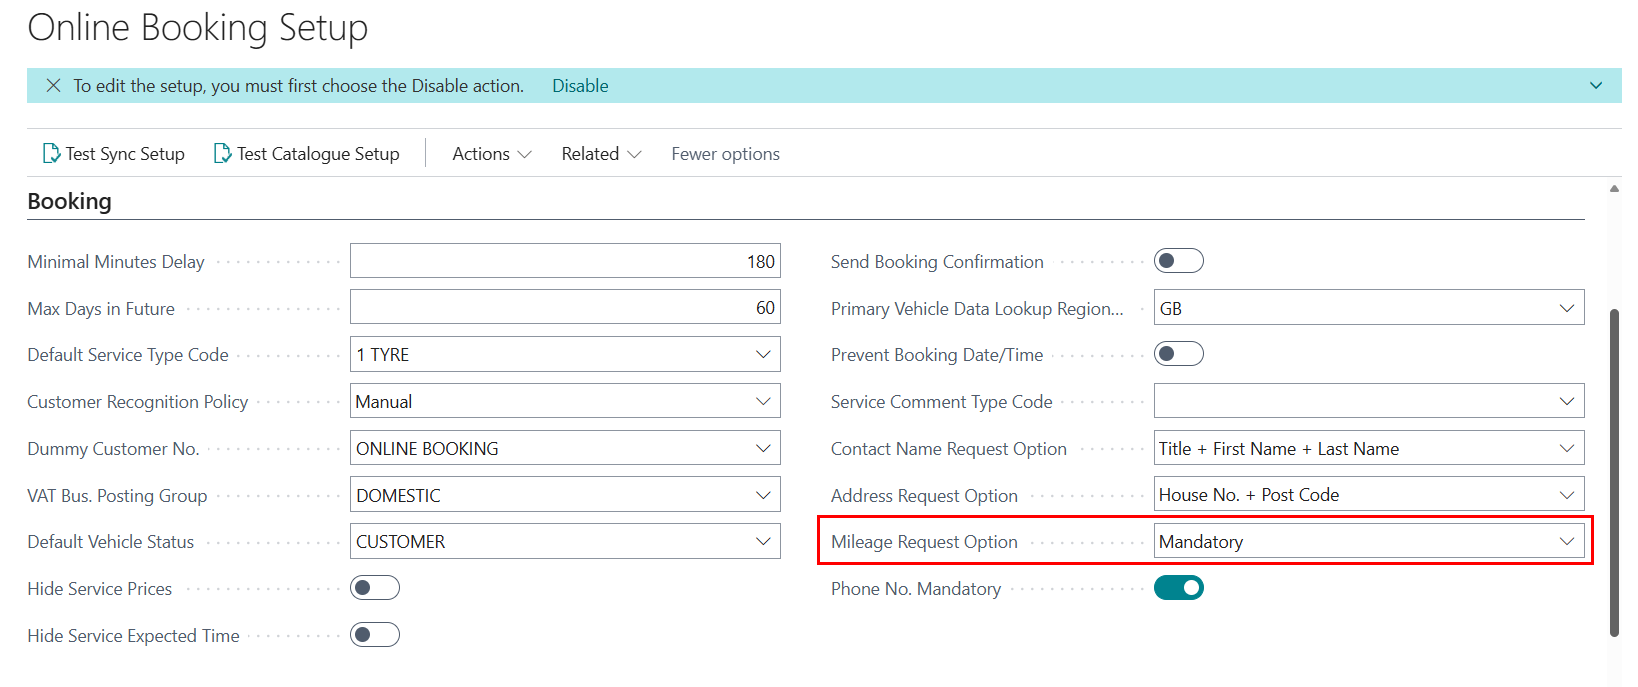 Online Booking Setup
To edit the setup, you must first choose the Disable action. Disable
Test Sync Setup Test Catalogue Setup Actions Related Fewer options
Booking
Minimal Minutes Delay 180
Max Days in Future 60
Default Service Type Code 1 TYRE
Customer Recognition Policy Manual
Dummy Customer No. ONLINE BOOKING
VAT Bus. Posting Group DOMESTIC
Default Vehicle Status CUSTOMER
Hide Service Prices
Hide Service Expected Time
Send Booking Confirmation
Primary Vehicle Data Lookup Region... GB
Prevent Booking Date/Time
Service Comment Type Code
Contact Name Request Option Title + First Name + Last Name
Address Request Option House No. + Post Code
Mileage Request Option Mandatory
Phone No. Mandatory